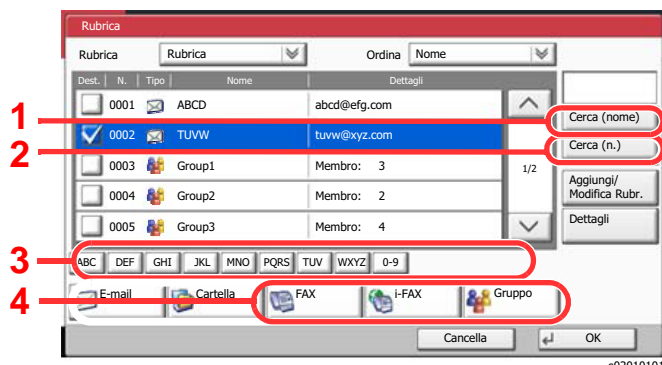 Rubrica
Rubrica Rubrica Ordina Nome
Dest. N. Tipo Nome Dettagli
0001 ABCD abcd@efg.com
1 Cerca (nome)
0002 TUVW tuvw@xyz.com
2 Cerca (n.)
0003 Group1 Membro: 3 1/2
Aggiungi/
Modifica Rubr.
0004 Group2 Membro: 2
0005 Group3 Membro: 4 Dettagli
3 ABC DEF GHI JKL MNO PQRS TUV WXYZ 0-9
4 E-mail Cartella FAX i-FAX Gruppo
Cancella OK